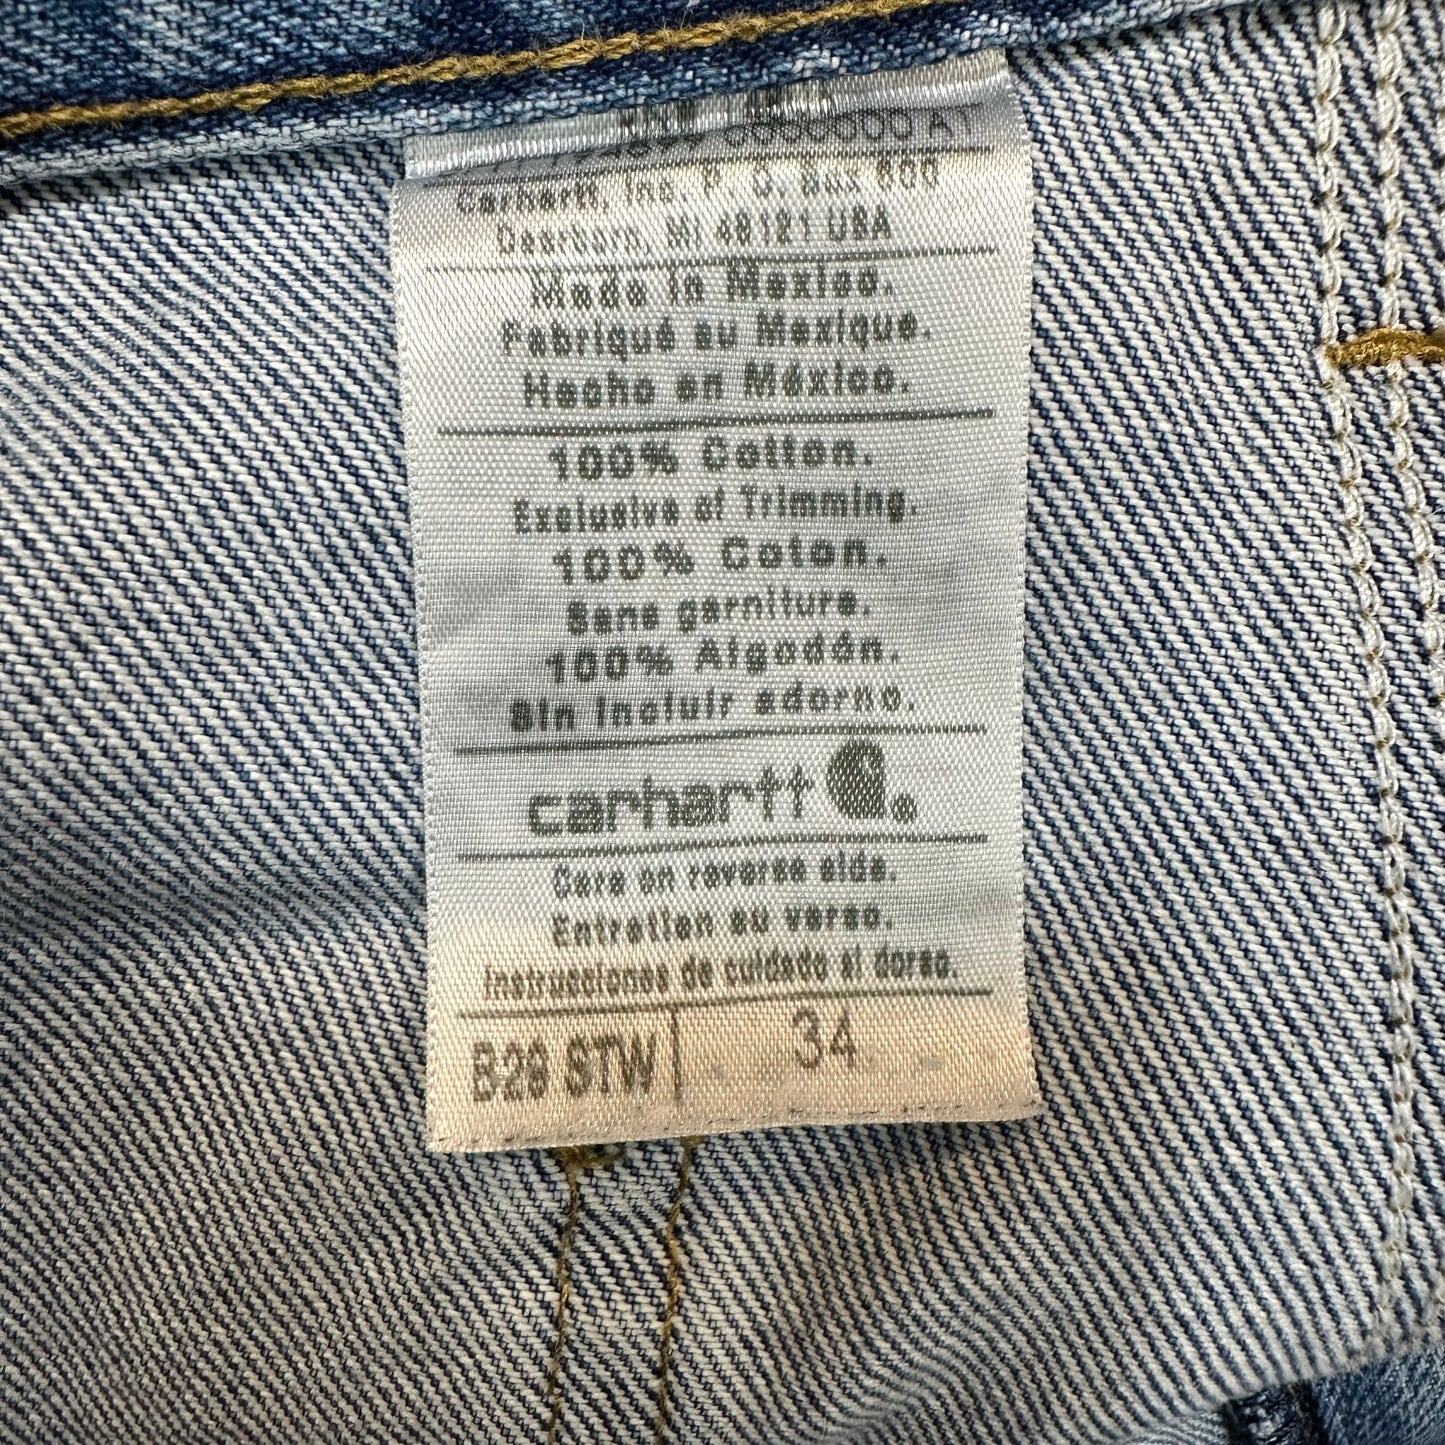 0000000 A1
Carhartt, Inc. P. O. Box 600
Dearborn, MI 48121 USA
Made in Mexico.
Fabriqué au Mexique.
Hecho en México.
100% Cotton.
Exclusive of Trimming.
100% Coton.
Sans garniture.
100% Algodón.
Sin incluir adorno.
carhartt
Care on reverse side.
Entretien au verso.
Instrucciones de cuidado al dorso.
STW 34